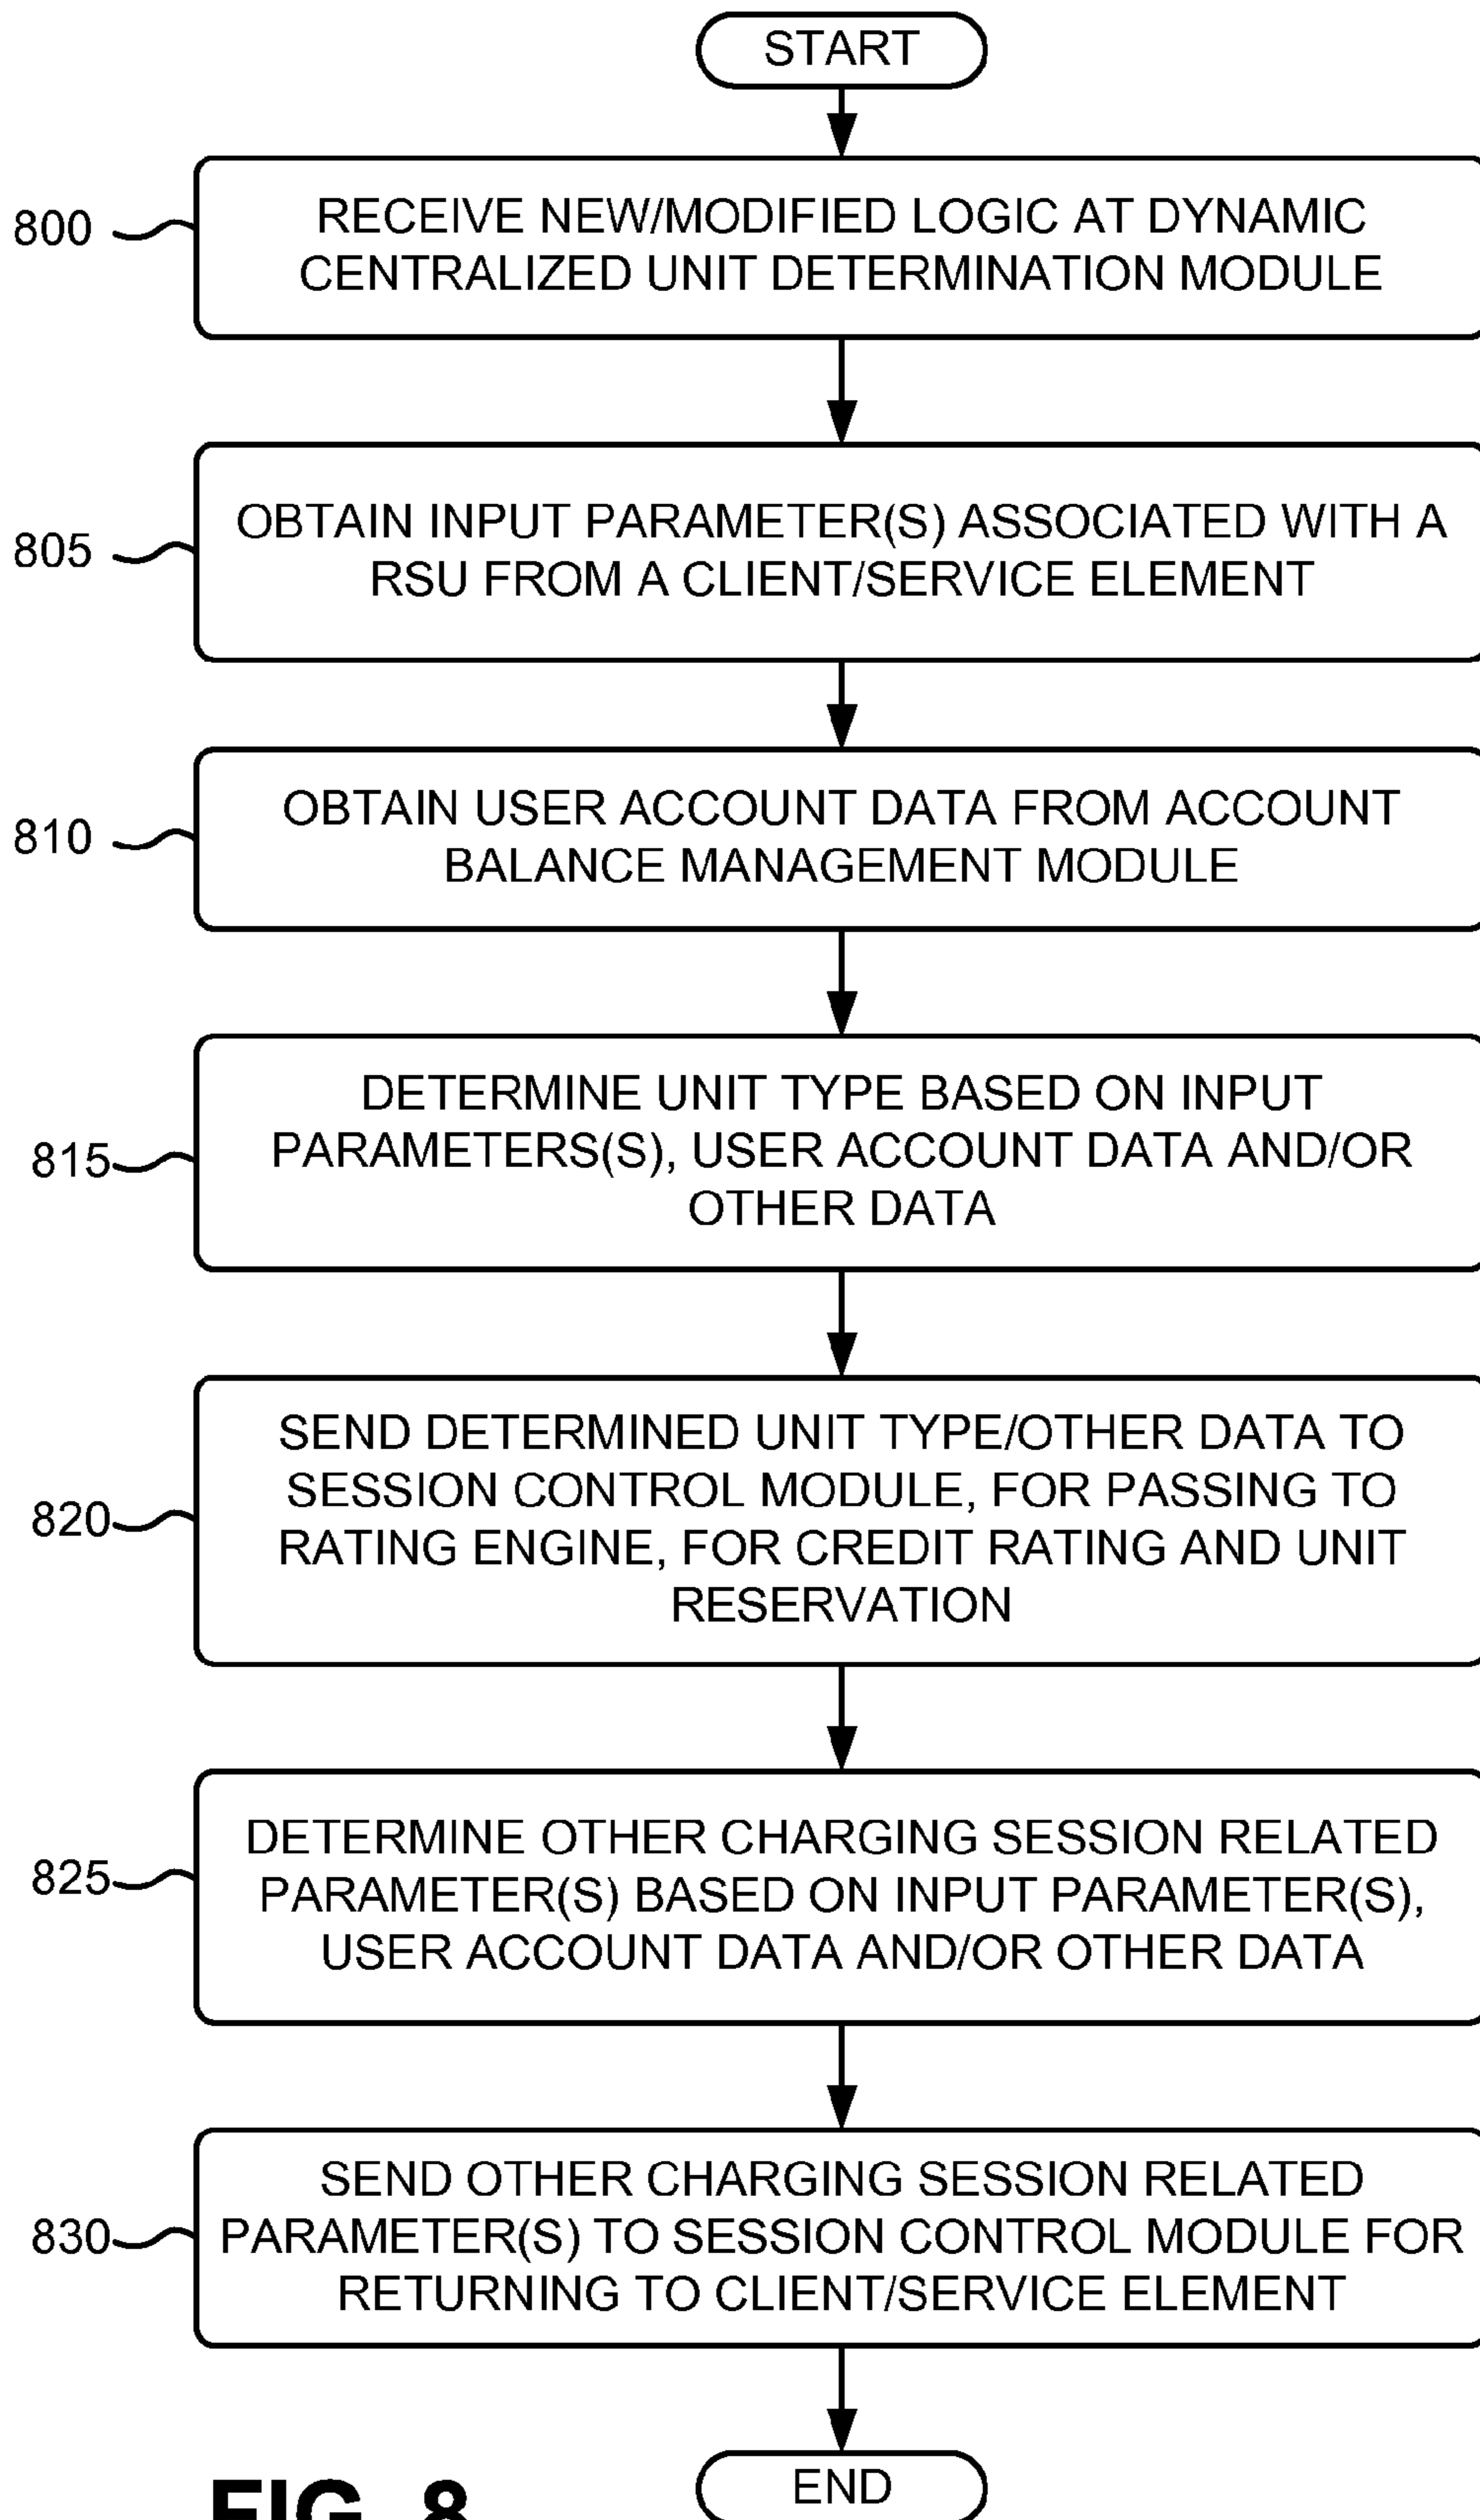 START
800
RECEIVE NEW/MODIFIED LOGIC AT DYNAMIC
CENTRALIZED UNIT DETERMINATION MODULE
805
OBTAIN INPUT PARAMETER(S) ASSOCIATED WITH A
RSU FROM A CLIENT/SERVICE ELEMENT
810
OBTAIN USER ACCOUNT DATA FROM ACCOUNT
BALANCE MANAGEMENT MODULE
815
DETERMINE UNIT TYPE BASED ON INPUT
PARAMETERS(S), USER ACCOUNT DATA AND/OR
OTHER DATA
820
SEND DETERMINED UNIT TYPE/OTHER DATA TO
SESSION CONTROL MODULE, FOR PASSING TO
RATING ENGINE, FOR CREDIT RATING AND UNIT
RESERVATION
825
DETERMINE OTHER CHARGING SESSION RELATED
PARAMETER(S) BASED ON INPUT PARAMETER(S),
USER ACCOUNT DATA AND/OR OTHER DATA
830
SEND OTHER CHARGING SESSION RELATED
PARAMETER(S) TO SESSION CONTROL MODULE FOR
RETURNING TO CLIENT/SERVICE ELEMENT
END
FIG. 8